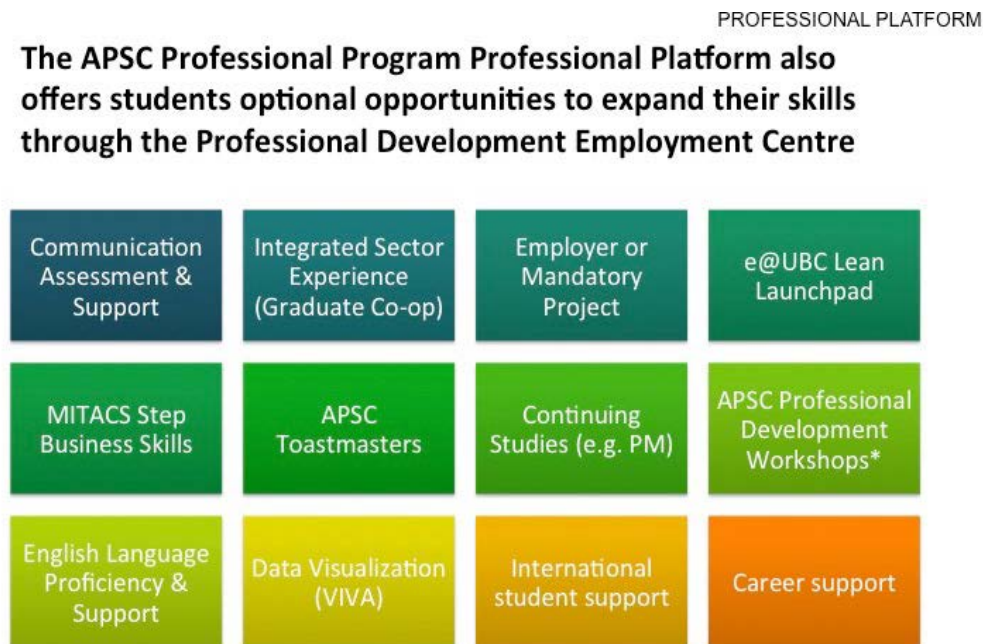 PROFESSIONAL PLATFORM
The APSC Professional Program Professional Platform also
offers students optional opportunities to expand their skills
through the Professional Development Employment Centre
Communication
Assessment &
Support
Integrated Sector
Experience
(Graduate Co-op)
Employer or
Mandatory
Project
e@UBC Lean
Launchpad
MITACS Step
Business Skills
APSC
Toastmasters
Continuing
Studies (e.g. PM)
APSC Professional
Development
Workshops*
English Language
Proficiency &
Support
Data Visualization
(VIVA)
International
student support
Career support